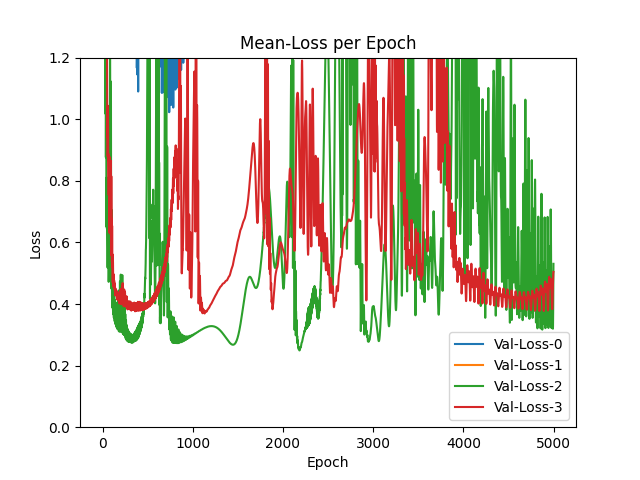 Mean-Loss per Epoch
Loss
1.2
1.0
0.8
0.6
0.4
0.2
0.0
0 1000 2000 3000 4000 5000
Epoch
Val-Loss-0
Val-Loss-1
Val-Loss-2
Val-Loss-3